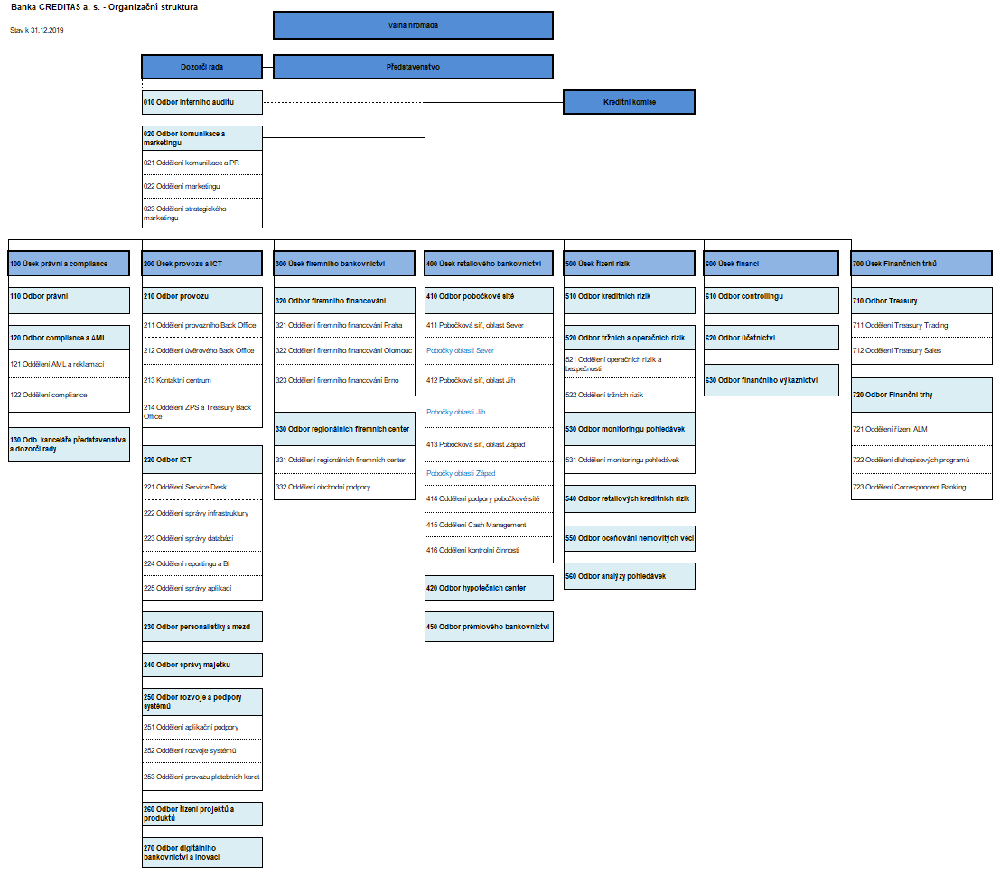 Banka CREDITAS a. s. - Organizační struktura
Stav k 31.12.2019
Valná hromada
Dozorčí rada
Představenstvo
010 Odbor interního auditu
Kreditní komise
020 Odbor komunikace a
marketingu
021 Oddělení komunikace a PR
022 Oddělení marketingu
023 Oddělení strategického
marketingu
100 Úsek právní a compliance
110 Odbor právní
120 Odbor compliance a AML
121 Oddělení AML a reklamací
122 Oddělení compliance
130 Odb. kanceláře představenstva
a dozorčí rady
200 Úsek provozu a ICT
210 Odbor provozu
211 Oddělení provozního Back Office
212 Oddělení úvěrového Back Office
213 Kontaktní centrum
214 Oddělení ZPS a Treasury Back
Office
220 Odbor ICT
221 Oddělení Service Desk
222 Oddělení správy infrastruktury
223 Oddělení správy databází
224 Oddělení reportingu a BI
225 Oddělení správy aplikací
230 Odbor personalistiky a mezd
240 Odbor správy majetku
250 Odbor rozvoje a podpory
systémů
251 Oddělení aplikační podpory
252 Oddělení rozvoje systémů
253 Oddělení provozu platebních karet
260 Odbor řízení projektů a
produktů
270 Odbor digitálního
bankovnictví a inovací
300 Úsek firemního bankovnictví
320 Odbor firemního financování
321 Oddělení firemního financování Praha
322 Oddělení firemního financování Olomouc
323 Oddělení firemního financování Brno
330 Odbor regionálních firemních center
331 Oddělení regionálních firemních center
332 Oddělení obchodní podpory
400 Úsek retailového bankovnictví
410 Odbor pobočkové sítě
411 Pobočková síť, oblast Sever
Pobočky oblasti Sever
412 Pobočková síť, oblast Jih
Pobočky oblasti Jih
413 Pobočková síť, oblast Západ
Pobočky oblasti Západ
414 Oddělení podpory pobočkové sítě
415 Oddělení Cash Management
416 Oddělení kontrolní činnosti
420 Odbor hypotečních center
450 Odbor prémiového bankovnictví
500 Úsek řízení rizik
510 Odbor kreditních rizik
520 Odbor tržních a operačních rizik
521 Oddělení operačních rizik a
bezpečnosti
522 Oddělení tržních rizik
530 Odbor monitoringu pohledávek
531 Oddělení monitoringu pohledávek
540 Odbor retailových kreditních rizik
550 Odbor oceňování nemovitých věcí
560 Odbor analýzy pohledávek
600 Úsek financí
610 Odbor controllingu
620 Odbor účetnictví
630 Odbor finančního výkaznictví
700 Úsek Finančních trhů
710 Odbor Treasury
711 Oddělení Treasury Trading
712 Oddělení Treasury Sales
720 Odbor Finanční trhy
721 Oddělení řízení ALM
722 Oddělení dluhopisových programů
723 Oddělení Correspondent Banking